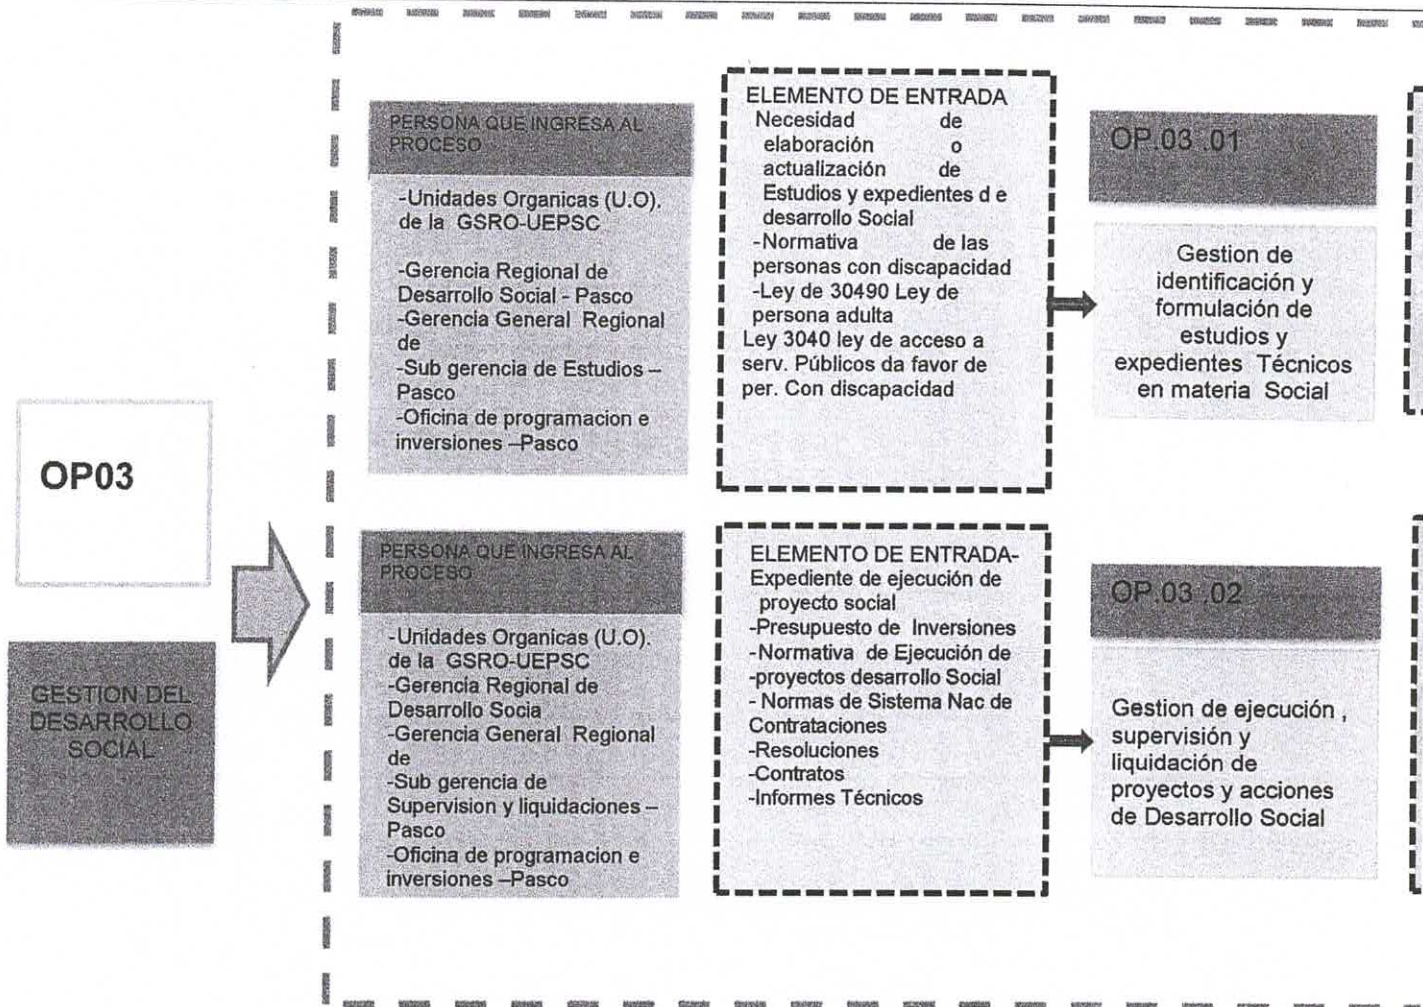 OP03
GESTION DEL
DESARROLLO
SOCIAL
PERSONA QUE INGRESA AL
PROCESO
-Unidades Organicas (U.O).
de la GSRO-UEPSC
-Gerencia Regional de
Desarrollo Social - Pasco
-Gerencia General Regional
de
-Sub gerencia de Estudios –
Pasco
-Oficina de programacion e
inversiones –Pasco
ELEMENTO DE ENTRADA
Necesidad de
elaboración o
actualización de
Estudios y expedientes d e
desarrollo Social
-Normativa de las
personas con discapacidad
-Ley de 30490 Ley de
persona adulta
Ley 3040 ley de acceso a
serv. Públicos da favor de
per. Con discapacidad
OP.03 .01
Gestion de
identificación y
formulación de
estudios y
expedientes Técnicos
en materia Social
PERSONA QUE INGRESA AL
PROCESO
-Unidades Organicas (U.O).
de la GSRO-UEPSC
-Gerencia Regional de
Desarrollo Socia
-Gerencia General Regional
de
-Sub gerencia de
Supervision y liquidaciones –
Pasco
-Oficina de programacion e
inversiones –Pasco
ELEMENTO DE ENTRADA-
Expediente de ejecución de
proyecto social
-Presupuesto de Inversiones
-Normativa de Ejecución de
-proyectos desarrollo Social
- Normas de Sistema Nac de
Contrataciones
-Resoluciones
-Contratos
-Informes Técnicos
OP.03 .02
Gestion de ejecución ,
supervisión y
liquidación de
proyectos y acciones
de Desarrollo Social